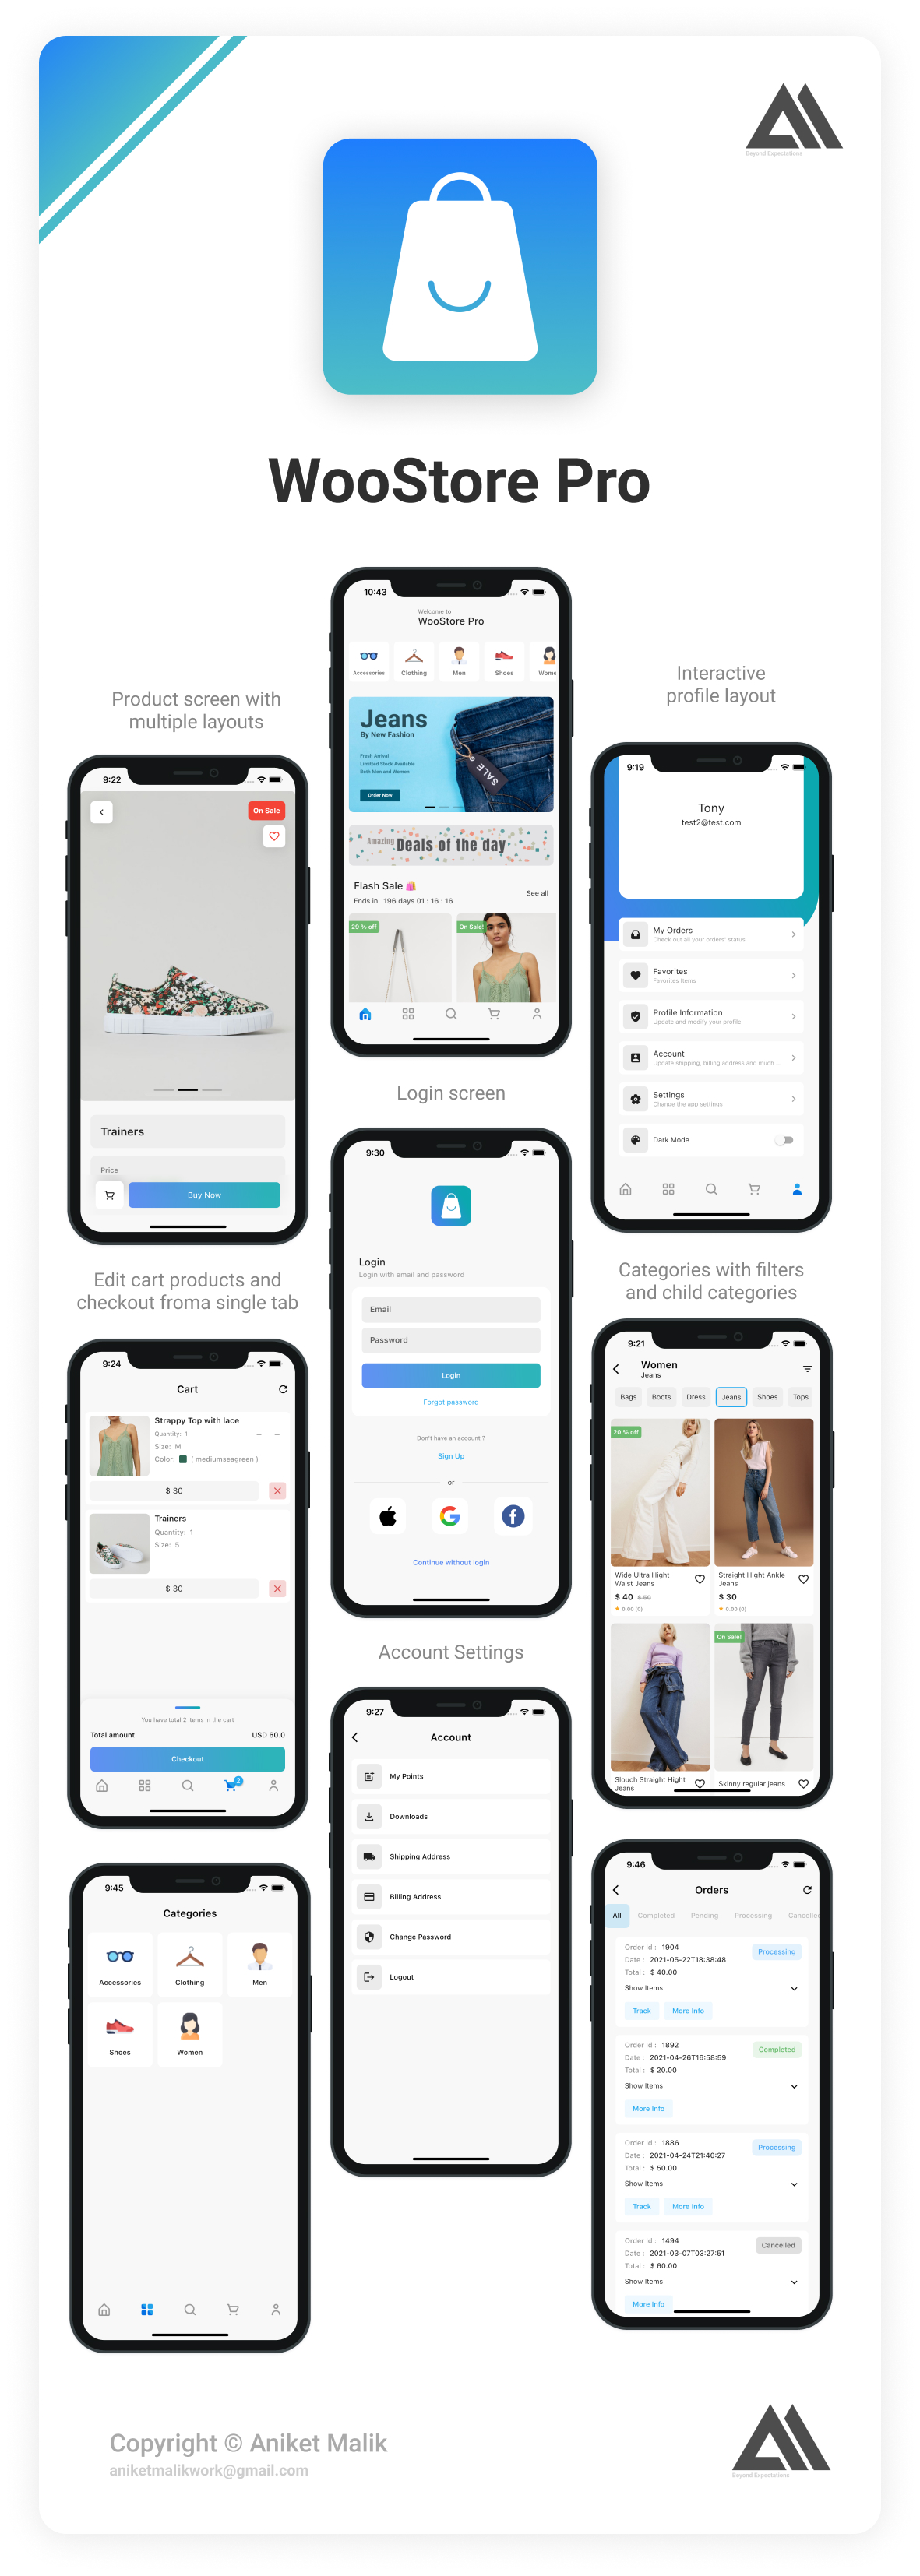 Beyond Expectations
WooStore Pro
10:43
Welcome to
WooStore Pro
Accessories
Clothing
Men
Shoes
Wome
Jeans
By New Fashion
Fresh Arrival
Limited Stock Available
Both Men and Women
Order Now
SALE
Amazing Deals of the day
Flash Sale 🛍️
Ends in 196 days 01 : 16 : 16
See all
29 % off
On Sale!
Product screen with
multiple layouts
9:22
On Sale
Trainers
Price
Buy Now
Interactive
profile layout
9:19
Tony
test2@test.com
My Orders
Check out all your orders' status
Favorites
Favorites Items
Profile Information
Update and modify your profile
Account
Update shipping, billing address and much ...
Settings
Change the app settings
Dark Mode
Login screen
9:30
Login
Login with email and password
Email
Password
Login
Forgot password
Don't have an account ?
Sign Up
or
Continue without login
Edit cart products and
checkout froma single tab
9:24
Cart
Strappy Top with lace
Quantity: 1
+ −
Size: M
Color: ( mediumseagreen )
$ 30
Trainers
Quantity: 1
Size: 5
$ 30
You have total 2 items in the cart
Total amount
USD 60.0
Checkout
2
Categories with filters
and child categories
9:21
Women
Jeans
Bags
Boots
Dress
Jeans
Shoes
Tops
20 % off
Wide Ultra Hight
Waist Jeans
$ 40 $ 50
0.00 (0)
Straight Hight Ankle
Jeans
$ 30
0.00 (0)
On Sale!
Slouch Straight Hight
Jeans
Skinny regular jeans
Account Settings
9:27
Account
My Points
Downloads
Shipping Address
Billing Address
Change Password
Logout
9:45
Categories
Accessories
Clothing
Men
Shoes
Women
9:46
Orders
All
Completed
Pending
Processing
Cancelled
Order Id : 1904
Processing
Date : 2021-05-22T18:38:48
Total : $ 40.00
Show Items
Track
More Info
Order Id : 1892
Completed
Date : 2021-04-26T16:58:59
Total : $ 20.00
Show Items
More Info
Order Id : 1886
Processing
Date : 2021-04-24T21:40:27
Total : $ 50.00
Show Items
Track
More Info
Order Id : 1494
Cancelled
Date : 2021-03-07T03:27:51
Total : $ 60.00
Show Items
More Info
Copyright © Aniket Malik
aniketmalikwork@gmail.com
Beyond Expectations